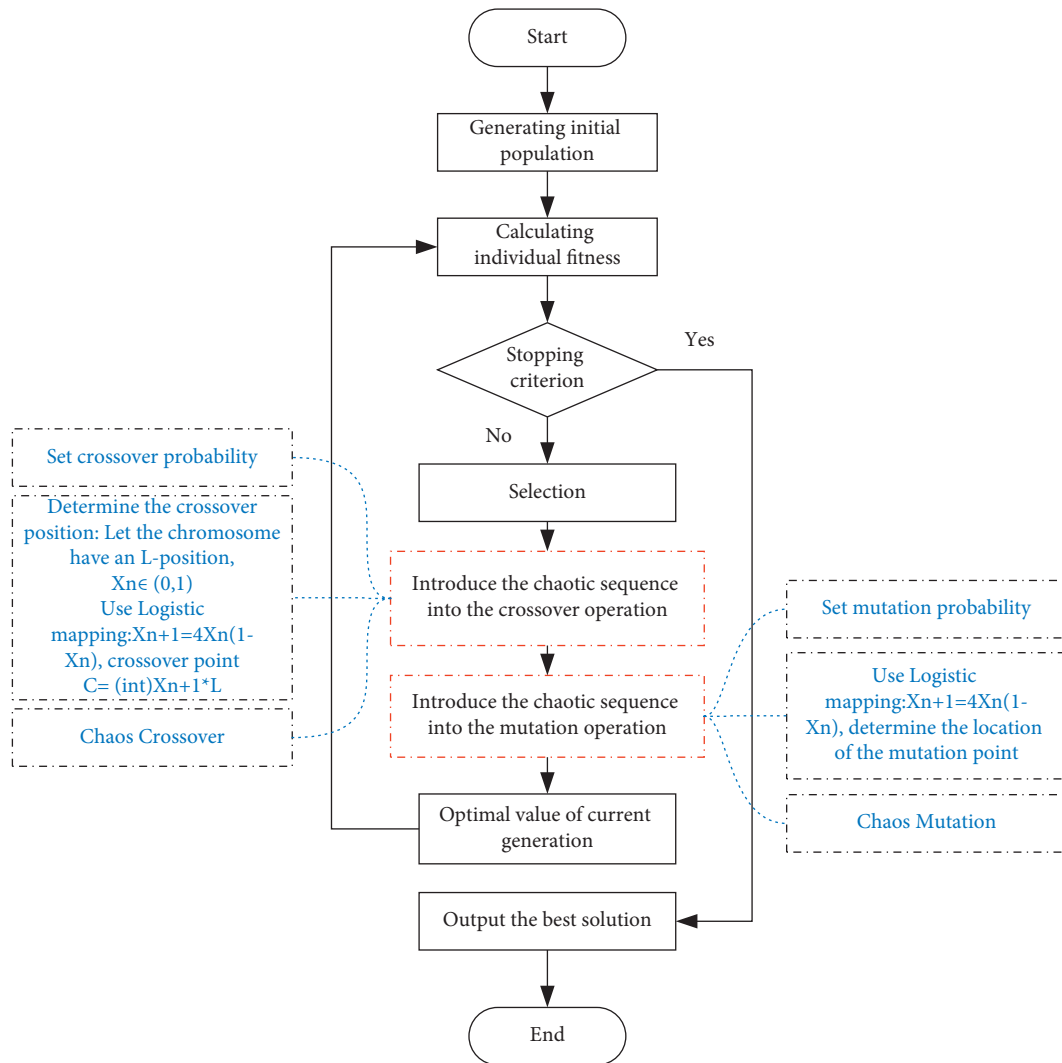 Start
Generating initial
population
Calculating
individual fitness
Stopping
criterion
Yes
No
Selection
Introduce the chaotic sequence
into the crossover operation
Introduce the chaotic sequence
into the mutation operation
Optimal value of current
generation
Output the best solution
End
Set crossover probability
Determine the crossover
position: Let the chromosome
have an L-position,
Xn∈ (0,1)
Use Logistic
mapping:Xn+1=4Xn(1-
Xn), crossover point
C= (int)Xn+1*L
Chaos Crossover
Set mutation probability
Use Logistic
mapping:Xn+1=4Xn(1-
Xn), determine the location
of the mutation point
Chaos Mutation